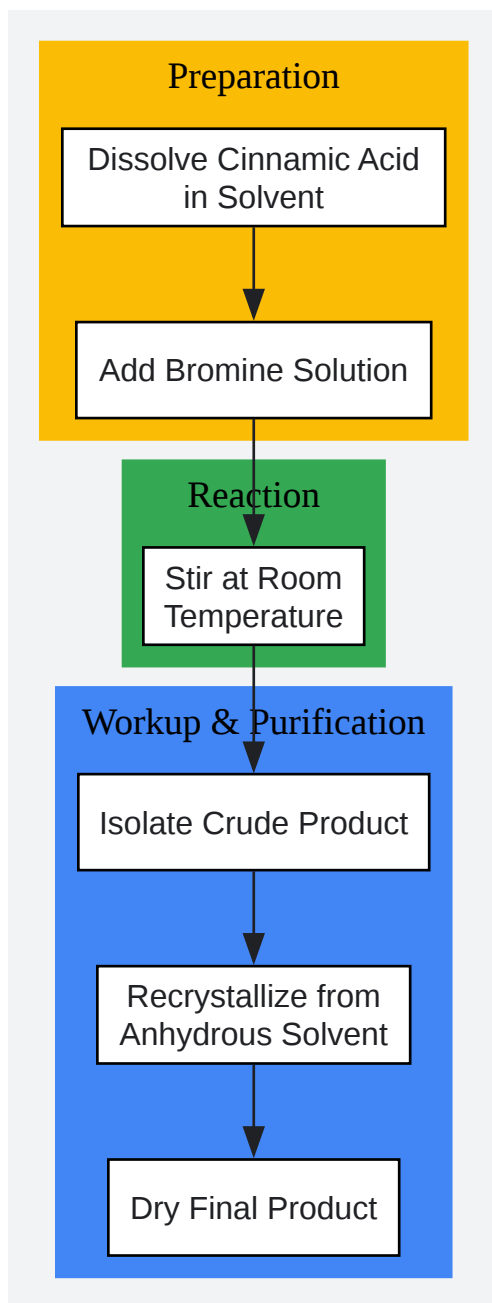 Preparation
Dissolve Cinnamic Acid
in Solvent
Add Bromine Solution
Reaction
Stir at Room
Temperature
Workup & Purification
Isolate Crude Product
Recrystallize from
Anhydrous Solvent
Dry Final Product